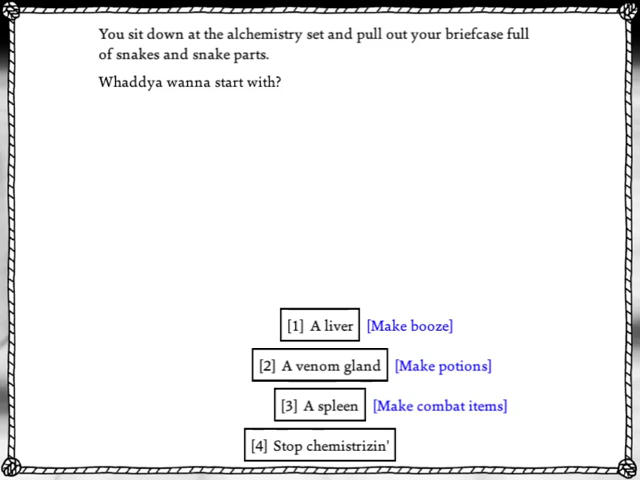 You sit down at the alchemistry set and pull out your briefcase full
of snakes and snake parts.
Whaddya wanna start with?
[1] A liver [Make booze]
[2] A venom gland [Make potions]
[3] A spleen [Make combat items]
[4] Stop chemistrizin'